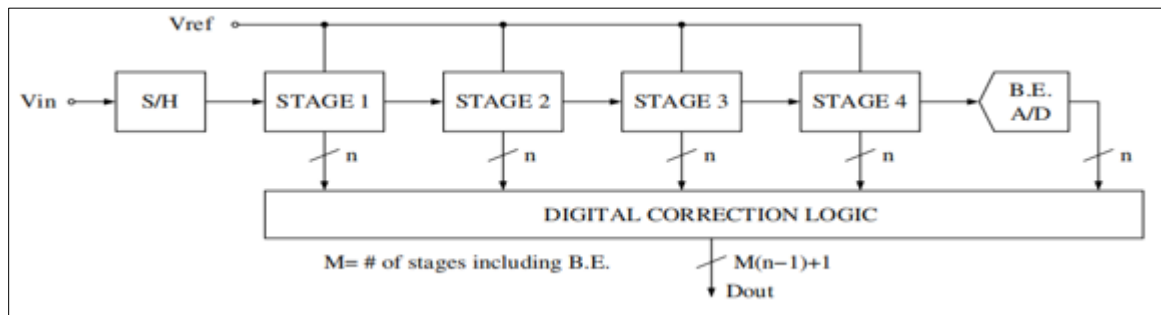 Vref
Vin
S/H
STAGE 1
STAGE 2
STAGE 3
STAGE 4
B.E.
A/D
n
n
n
n
n
DIGITAL CORRECTION LOGIC
M= # of stages including B.E.
M(n−1)+1
Dout